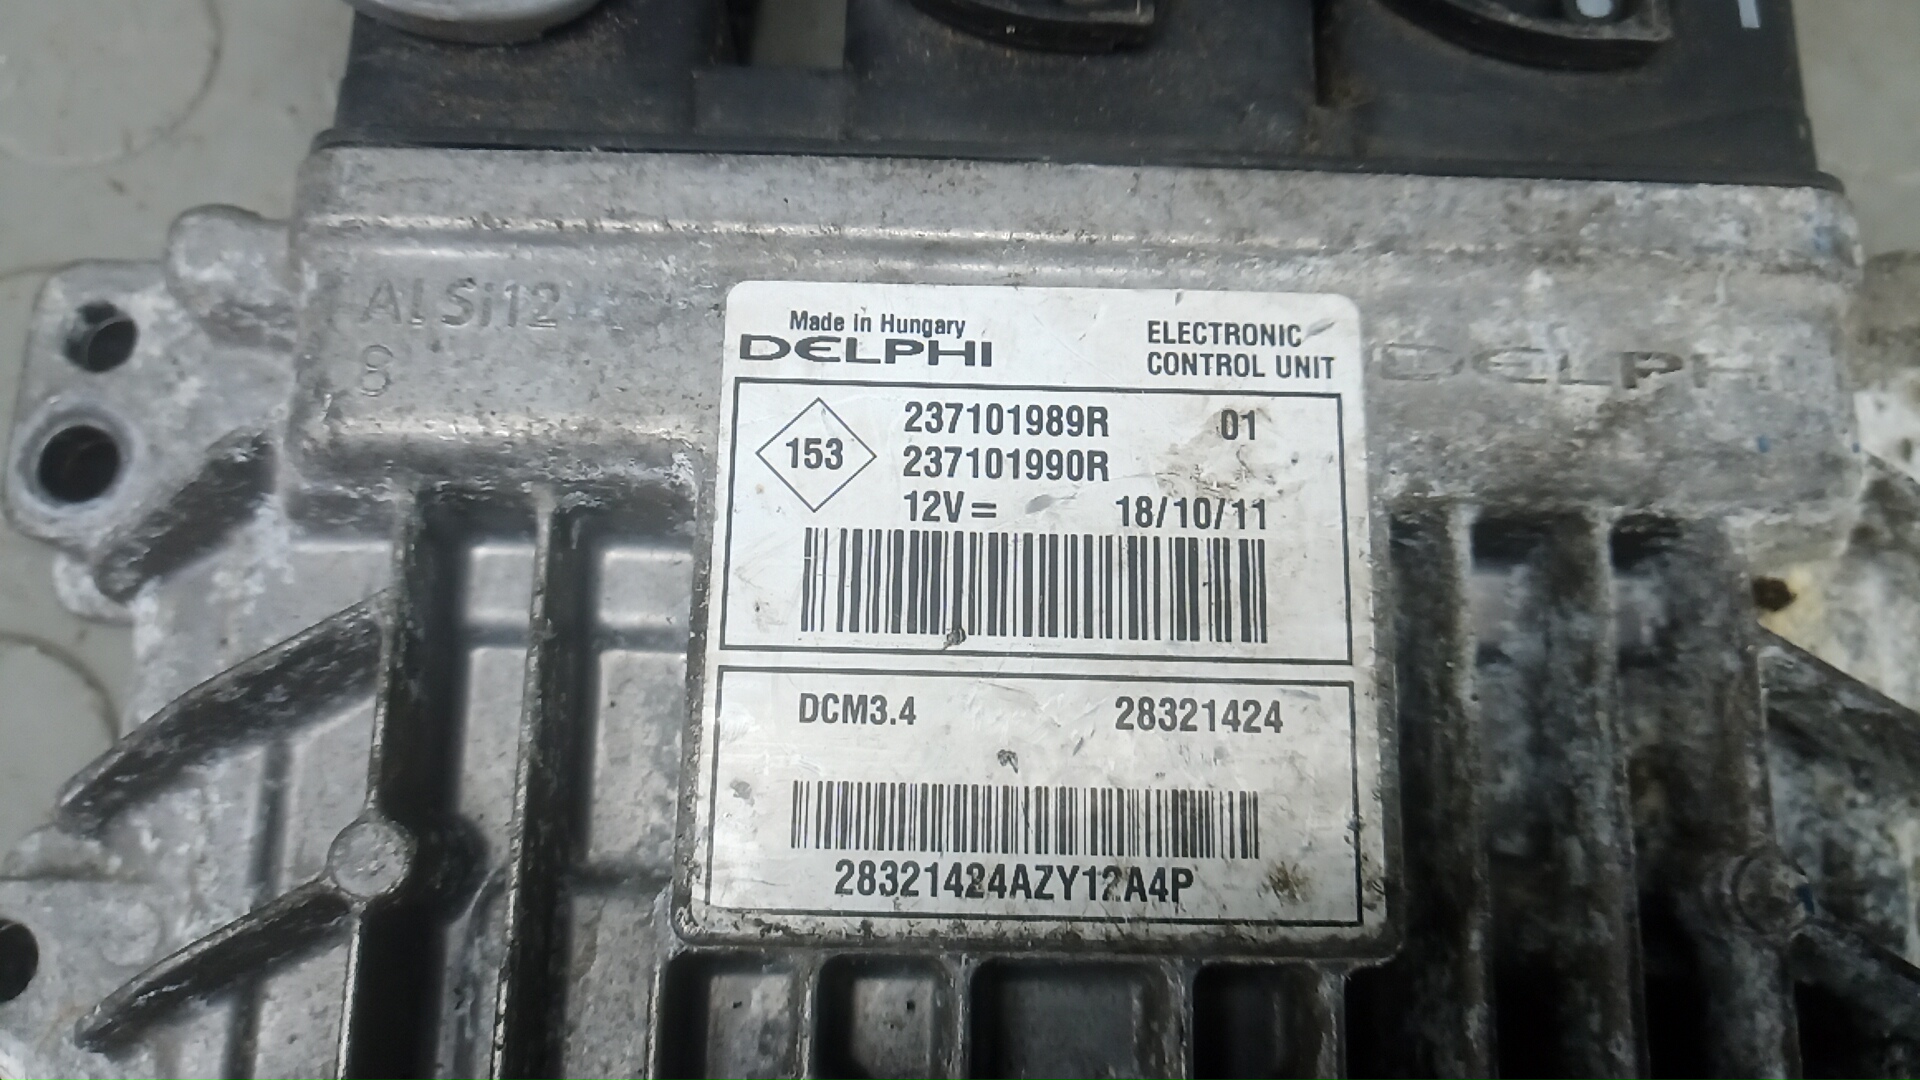 AlSi12
8
Made in Hungary
DELPHI
ELECTRONIC
CONTROL UNIT
DELPHI
153
237101989R 01
237101990R
12V= 18/10/11
DCM3.4 28321424
28321424AZY12A4P